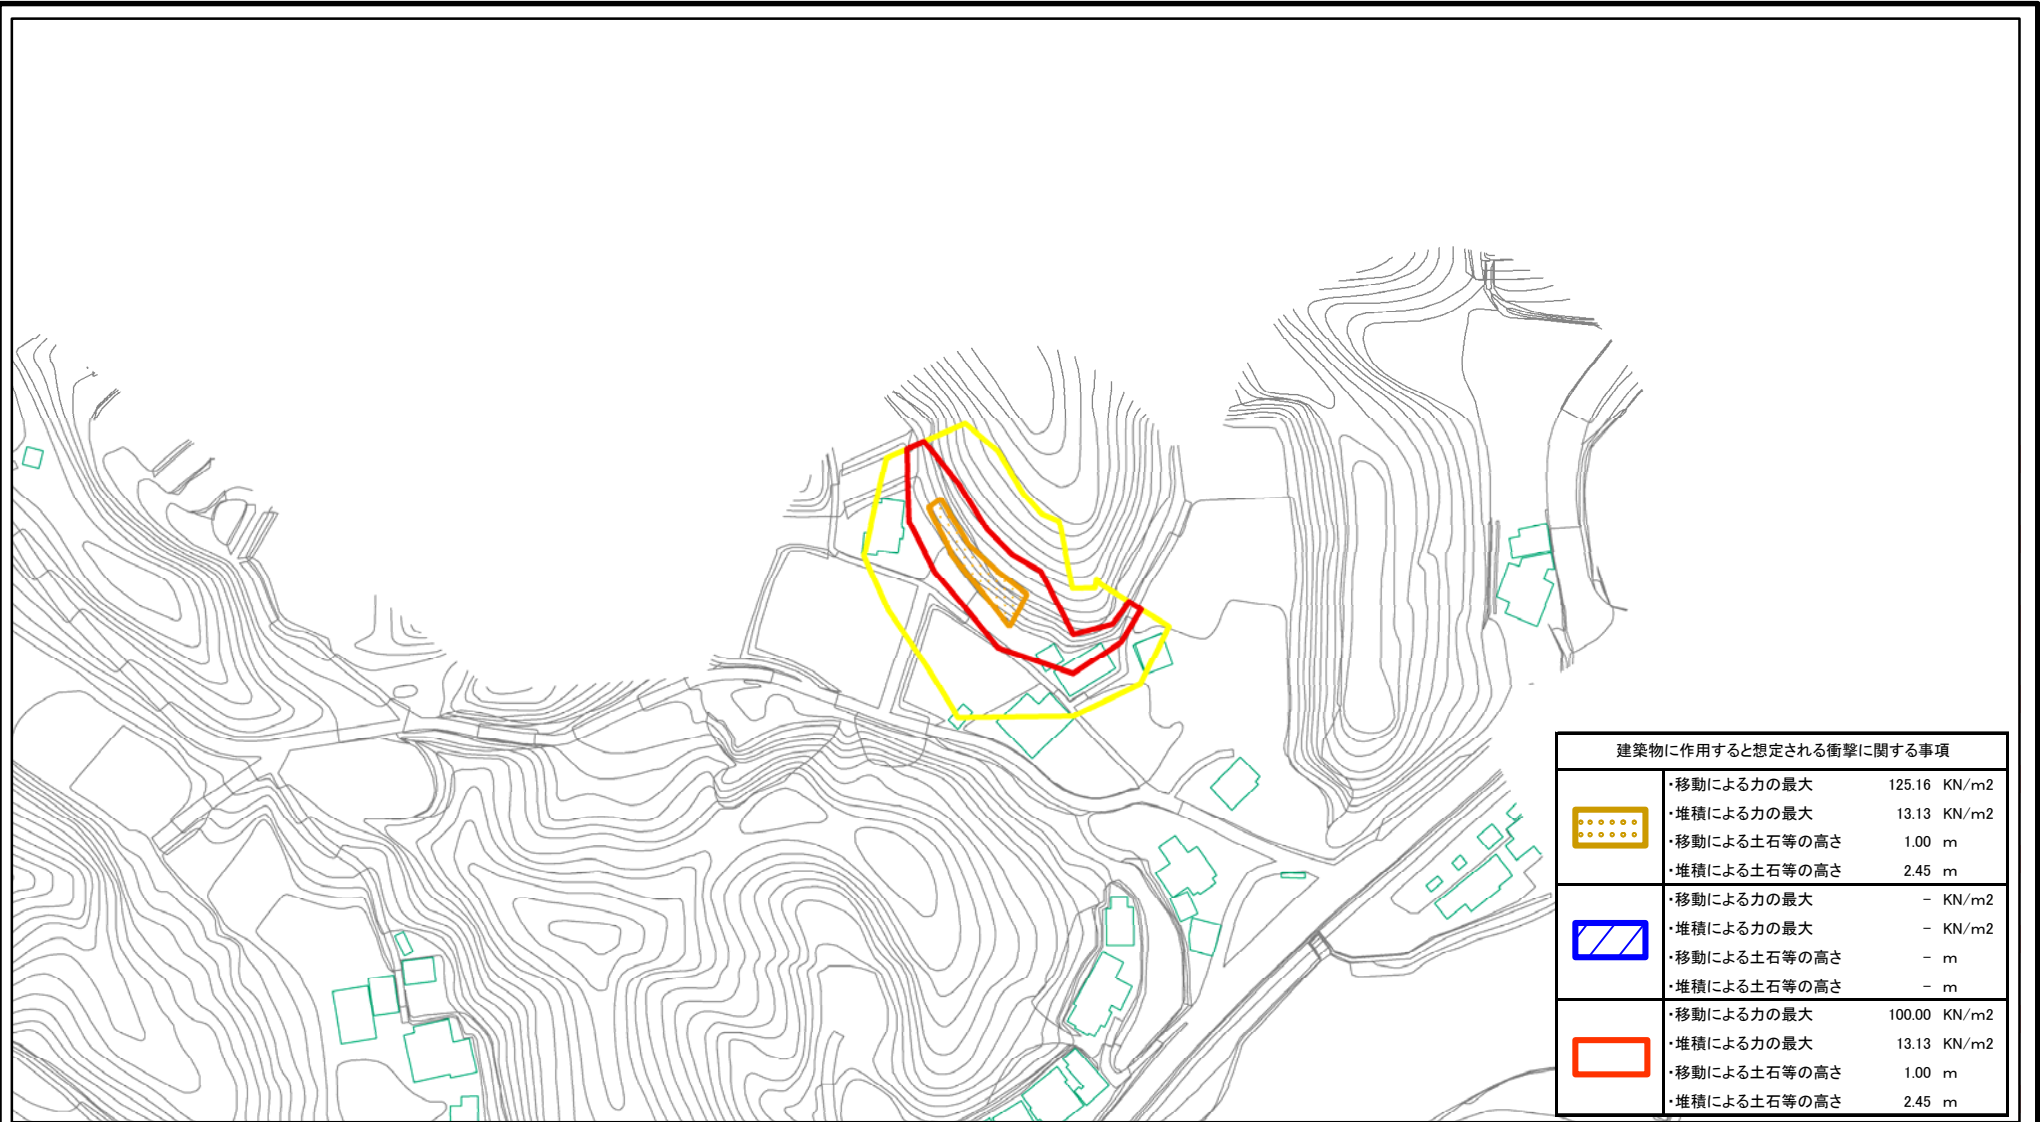 建築物に作用すると想定される衝撃に関する事項
・移動による力の最大 125.16 KN/m2
・堆積による力の最大 13.13 KN/m2
・移動による土石等の高さ 1.00 m
・堆積による土石等の高さ 2.45 m
・移動による力の最大 - KN/m2
・堆積による力の最大 - KN/m2
・移動による土石等の高さ - m
・堆積による土石等の高さ - m
・移動による力の最大 100.00 KN/m2
・堆積による力の最大 13.13 KN/m2
・移動による土石等の高さ 1.00 m
・堆積による土石等の高さ 2.45 m